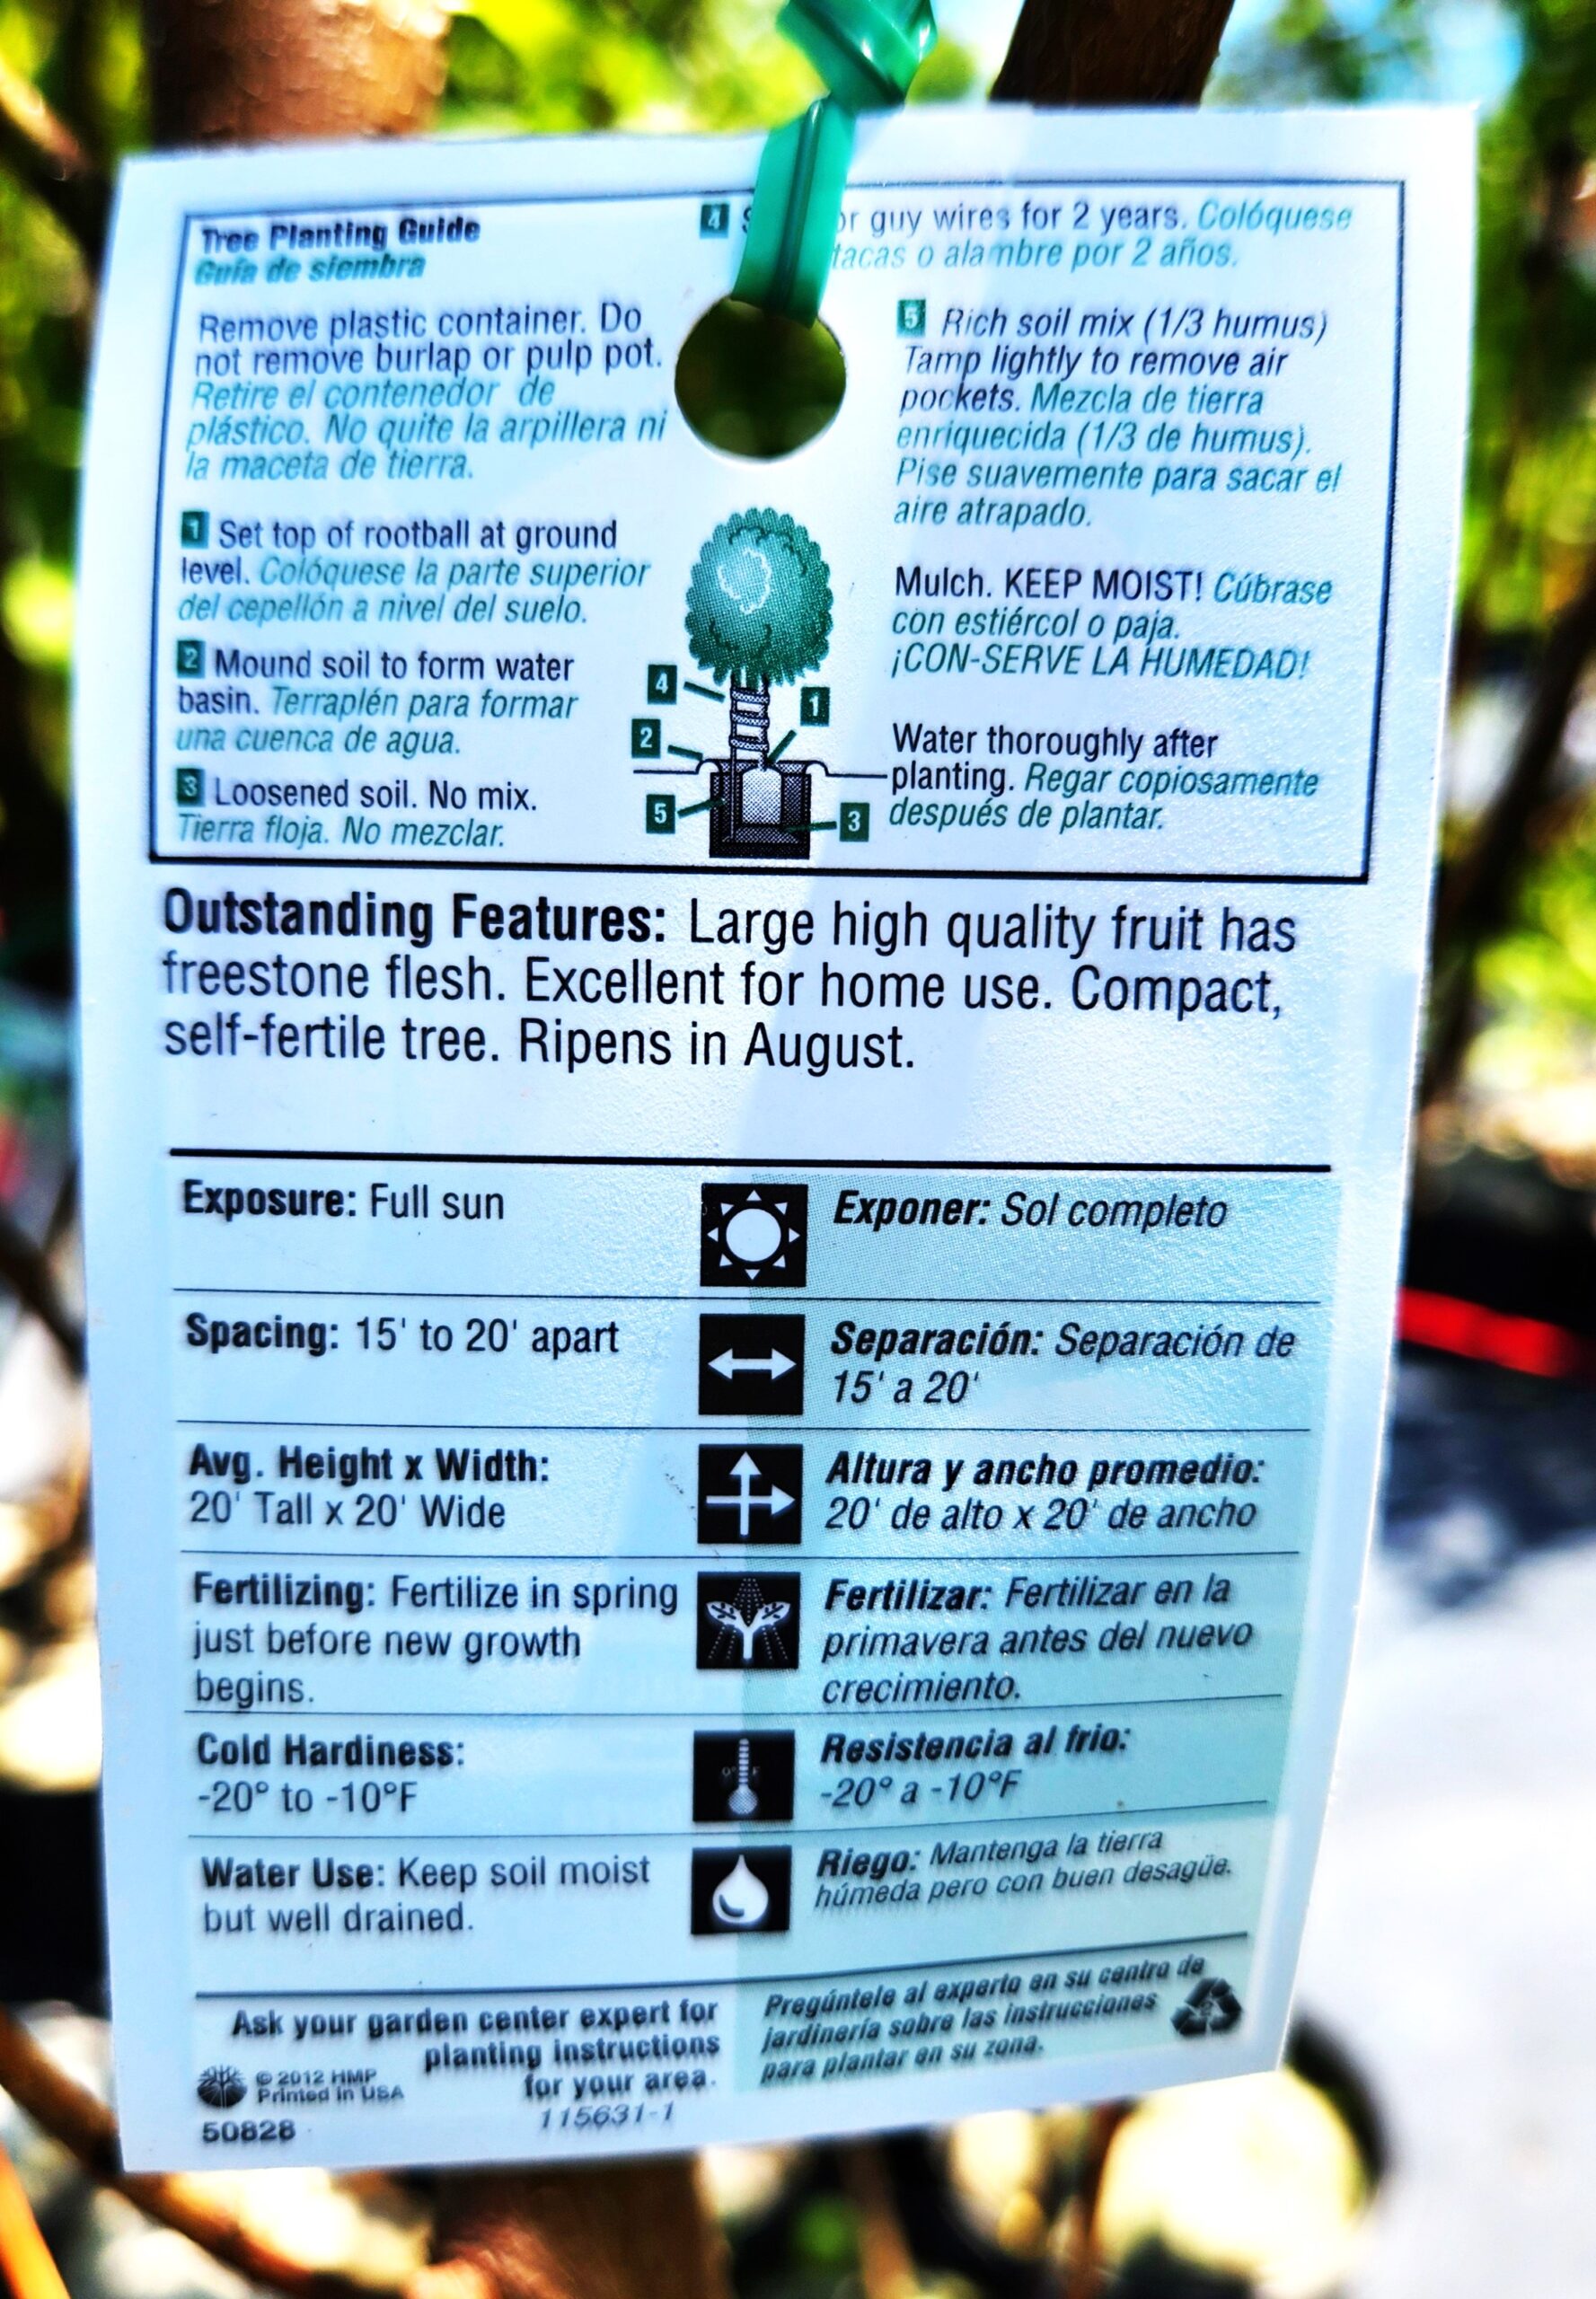 Tree Planting Guide
Guía de siembra
Remove plastic container. Do
not remove burlap or pulp pot.
Retire el contenedor de
plástico. No quite la arpillera ni
la maceta de tierra.
1 Set top of rootball at ground
level. Colóquese la parte superior
del cepellón a nivel del suelo.
2 Mound soil to form water
basin. Terraplén para formar
una cuenca de agua.
3 Loosened soil. No mix.
Tierra floja. No mezclar.
4 or guy wires for 2 years. Colóquese
o alambre por 2 años.
5 Rich soil mix (1/3 humus)
Tamp lightly to remove air
pockets. Mezcla de tierra
enriquecida (1/3 de humus).
Pise suavemente para sacar el
aire atrapado.
Mulch. KEEP MOIST! Cúbrase
con estiércol o paja.
¡CON-SERVE LA HUMEDAD!
Water thoroughly after
planting. Regar copiosamente
después de plantar.
4
1
2
5
3
Outstanding Features: Large high quality fruit has
freestone flesh. Excellent for home use. Compact,
self-fertile tree. Ripens in August.
Exposure: Full sun
Exponer: Sol completo
Spacing: 15' to 20' apart
Separación: Separación de
15' a 20'
Avg. Height x Width:
20' Tall x 20' Wide
Altura y ancho promedio:
20' de alto x 20' de ancho
Fertilizing: Fertilize in spring
just before new growth
begins.
Fertilizar: Fertilizar en la
primavera antes del nuevo
crecimiento.
Cold Hardiness:
-20° to -10°F
Resistencia al frio:
-20° a -10°F
Water Use: Keep soil moist
but well drained.
Riego: Mantenga la tierra
húmeda pero con buen desagüe.
Ask your garden center expert for
planting instructions
for your area.
Pregúntele al experto en su centro de
jardinería sobre las instrucciones
para plantar en su zona.
© 2012 HMP
Printed in USA
50828
115631-1